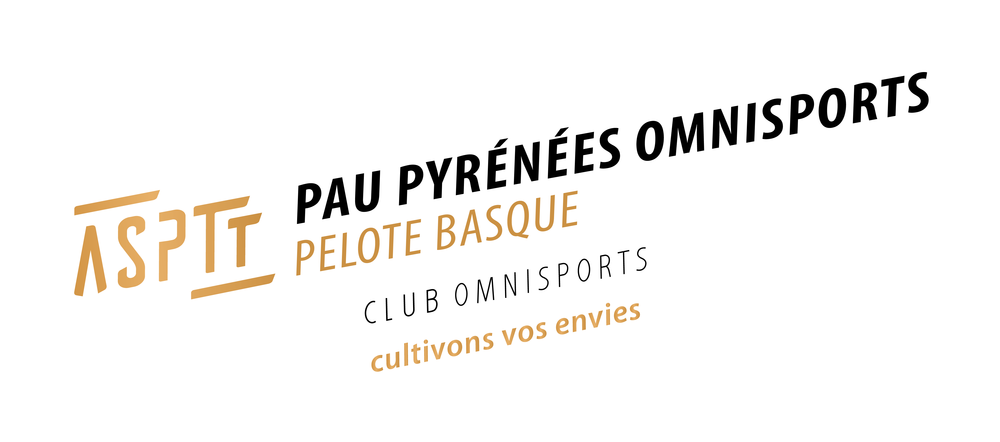 ASPTT
PAU PYRÉNÉES OMNISPORTS
PELOTE BASQUE
CLUB OMNISPORTS
cultivons vos envies